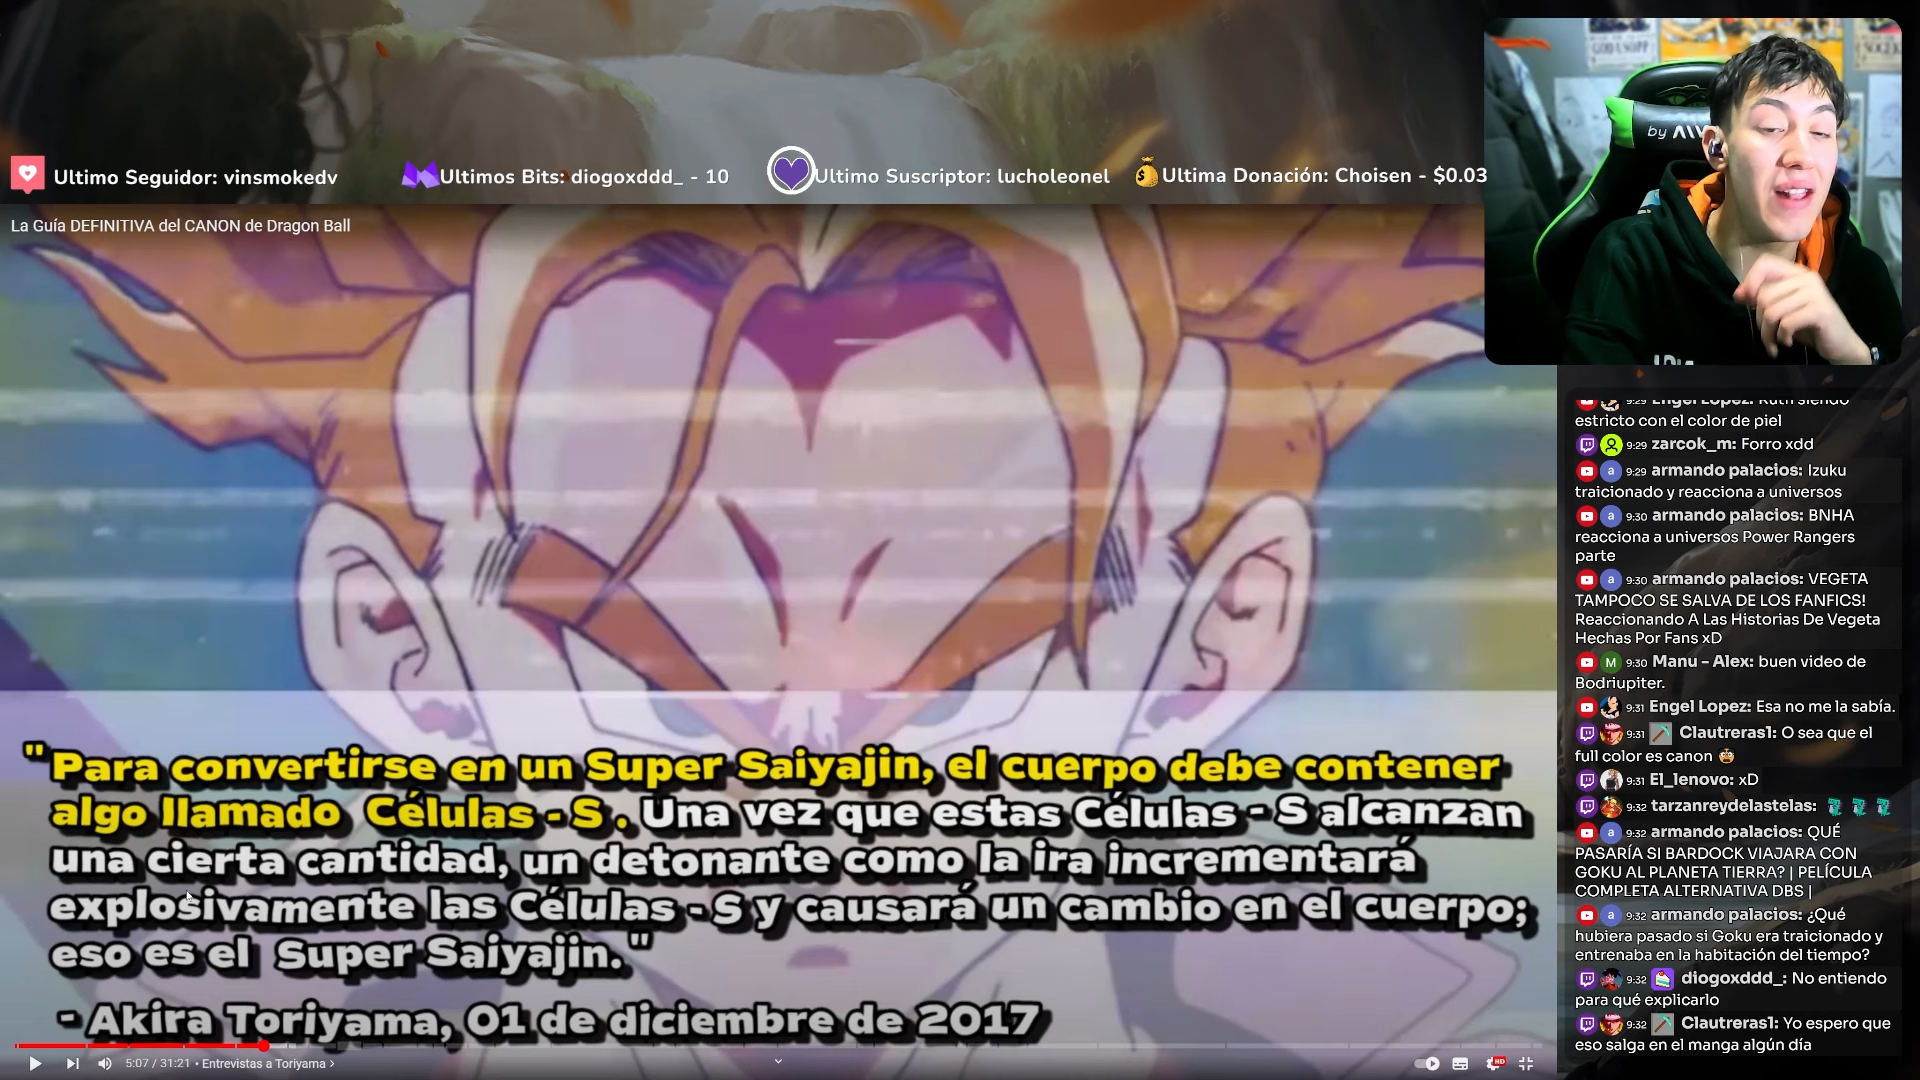 GOD USOPP
by
Ultimo Seguidor: vinsmokedv
Ultimos Bits: diogoxddd_ - 10
Ultimo Suscriptor: lucholeonel
Ultima Donación: Choisen - $0.03
La Guía DEFINITIVA del CANON de Dragon Ball
"Para convertirse en un Super Saiyajin, el cuerpo debe contener
algo llamado Células - S. Una vez que estas Células - S alcanzan
una cierta cantidad, un detonante como la ira incrementará
explosivamente las Células - S y causará un cambio en el cuerpo;
eso es el Super Saiyajin."
- Akira Toriyama, 01 de diciembre de 2017
5:07 / 31:21 • Entrevistas a Toriyama >
HD
9:29 Engel Lopez: siendo
estricto con el color de piel
9:29 zarcok_m: Forro xdd
a 9:29 armando palacios: Izuku
traicionado y reacciona a universos
a 9:30 armando palacios: BNHA
reacciona a universos Power Rangers
parte
a 9:30 armando palacios: VEGETA
TAMPOCO SE SALVA DE LOS FANFICS!
Reaccionando A Las Historias De Vegeta
Hechas Por Fans xD
M 9:30 Manu - Alex: buen video de
Bodriupiter.
9:31 Engel Lopez: Esa no me la sabía.
9:31 Clautreras1: O sea que el
full color es canon
9:31 El_lenovo: xD
9:32 tarzanreydelastelas:
a 9:32 armando palacios: QUÉ
PASARÍA SI BARDOCK VIAJARA CON
GOKU AL PLANETA TIERRA? | PELÍCULA
COMPLETA ALTERNATIVA DBS |
a 9:32 armando palacios: ¿Qué
hubiera pasado si Goku era traicionado y
entrenaba en la habitación del tiempo?
9:32 diogoxddd_: No entiendo
para qué explicarlo
9:32 Clautreras1: Yo espero que
eso salga en el manga algún día